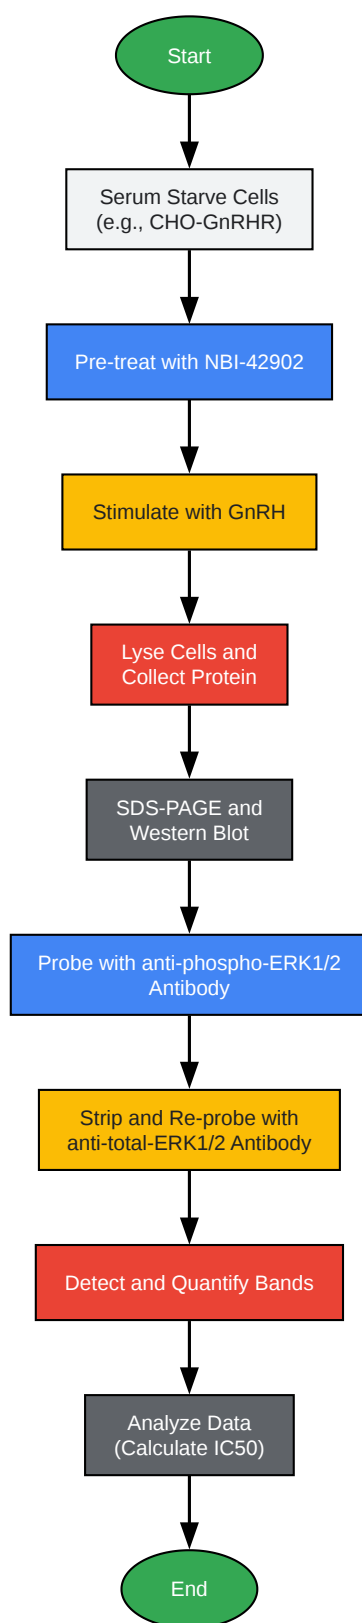 Start
Serum Starve Cells
(e.g., CHO-GnRHR)
Pre-treat with NBI-42902
Stimulate with GnRH
Lyse Cells and
Collect Protein
SDS-PAGE and
Western Blot
Probe with anti-phospho-ERK1/2
Antibody
Strip and Re-probe with
anti-total-ERK1/2 Antibody
Detect and Quantify Bands
Analyze Data
(Calculate IC50)
End